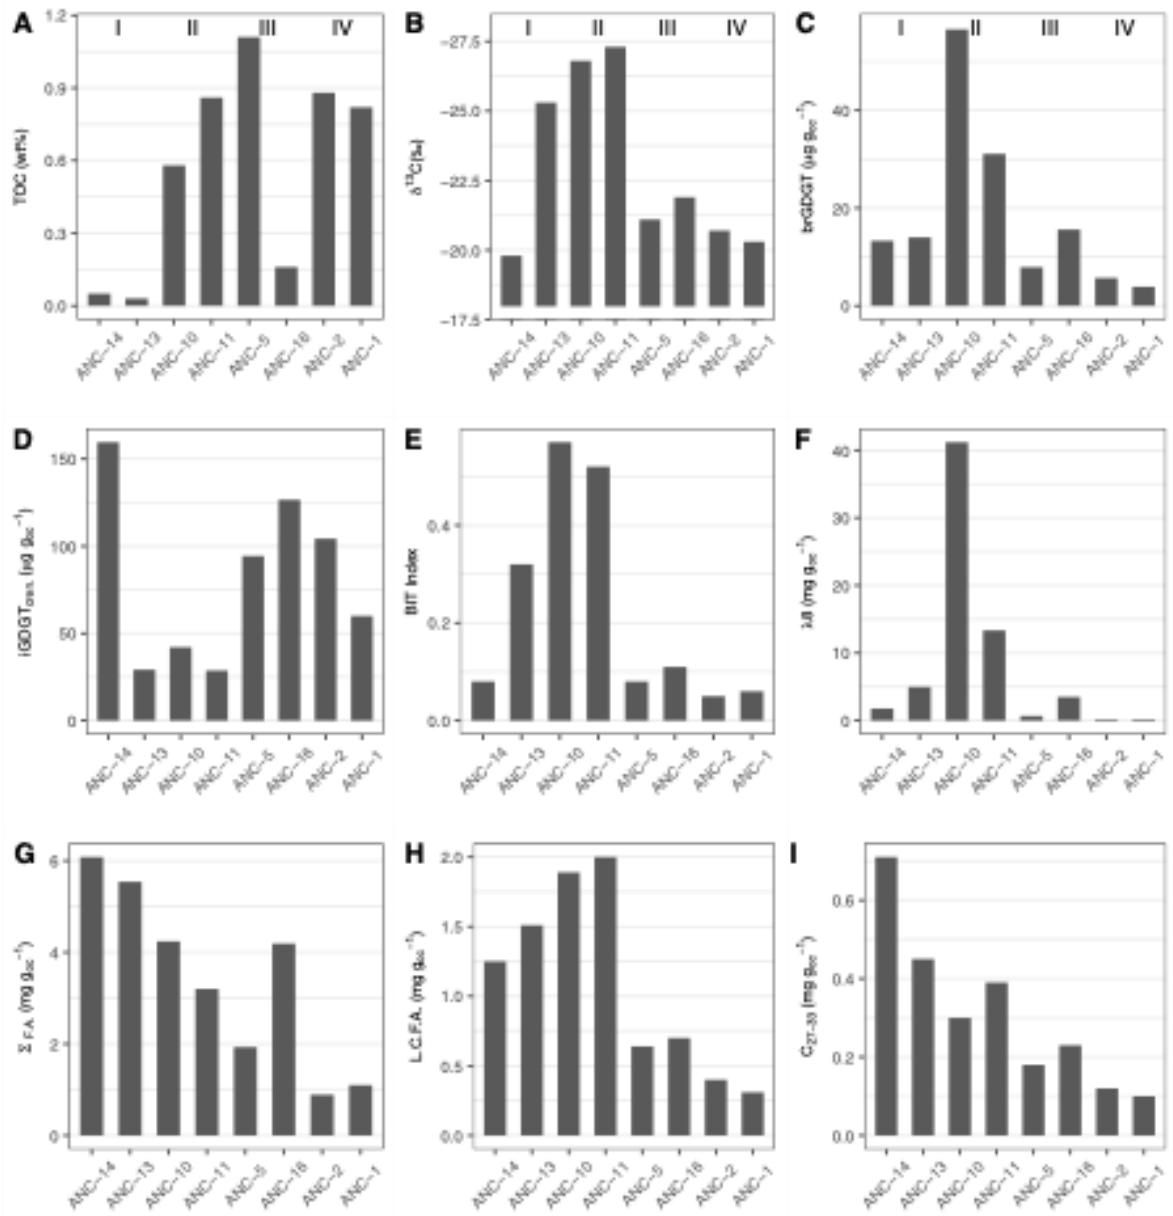 A
I II III IV
TOC (wt%)
1.2
0.9
0.6
0.3
0.0
ANC-14 ANC-13 ANC-10 ANC-11 ANC-5 ANC-16 ANC-2 ANC-1
B
I II III IV
δ¹³C(‰)
-27.5
-25.0
-22.5
-20.0
-17.5
ANC-14 ANC-13 ANC-10 ANC-11 ANC-5 ANC-16 ANC-2 ANC-1
C
I II III IV
brGDGT (µg gₒc⁻¹)
40
20
0
ANC-14 ANC-13 ANC-10 ANC-11 ANC-5 ANC-16 ANC-2 ANC-1
D
iGDGT (µg gₒc⁻¹)
150
100
50
0
ANC-14 ANC-13 ANC-10 ANC-11 ANC-5 ANC-16 ANC-2 ANC-1
E
BIT Index
0.4
0.2
0.0
ANC-14 ANC-13 ANC-10 ANC-11 ANC-5 ANC-16 ANC-2 ANC-1
F
λ8 (mg gₒc⁻¹)
40
30
20
10
0
ANC-14 ANC-13 ANC-10 ANC-11 ANC-5 ANC-16 ANC-2 ANC-1
G
Σ F.A. (mg gₒc⁻¹)
6
4
2
0
ANC-14 ANC-13 ANC-10 ANC-11 ANC-5 ANC-16 ANC-2 ANC-1
H
L.C.F.A. (mg gₒc⁻¹)
2.0
1.5
1.0
0.5
0.0
ANC-14 ANC-13 ANC-10 ANC-11 ANC-5 ANC-16 ANC-2 ANC-1
I
C₂₇₋₃₃ (mg gₒc⁻¹)
0.6
0.4
0.2
0.0
ANC-14 ANC-13 ANC-10 ANC-11 ANC-5 ANC-16 ANC-2 ANC-1